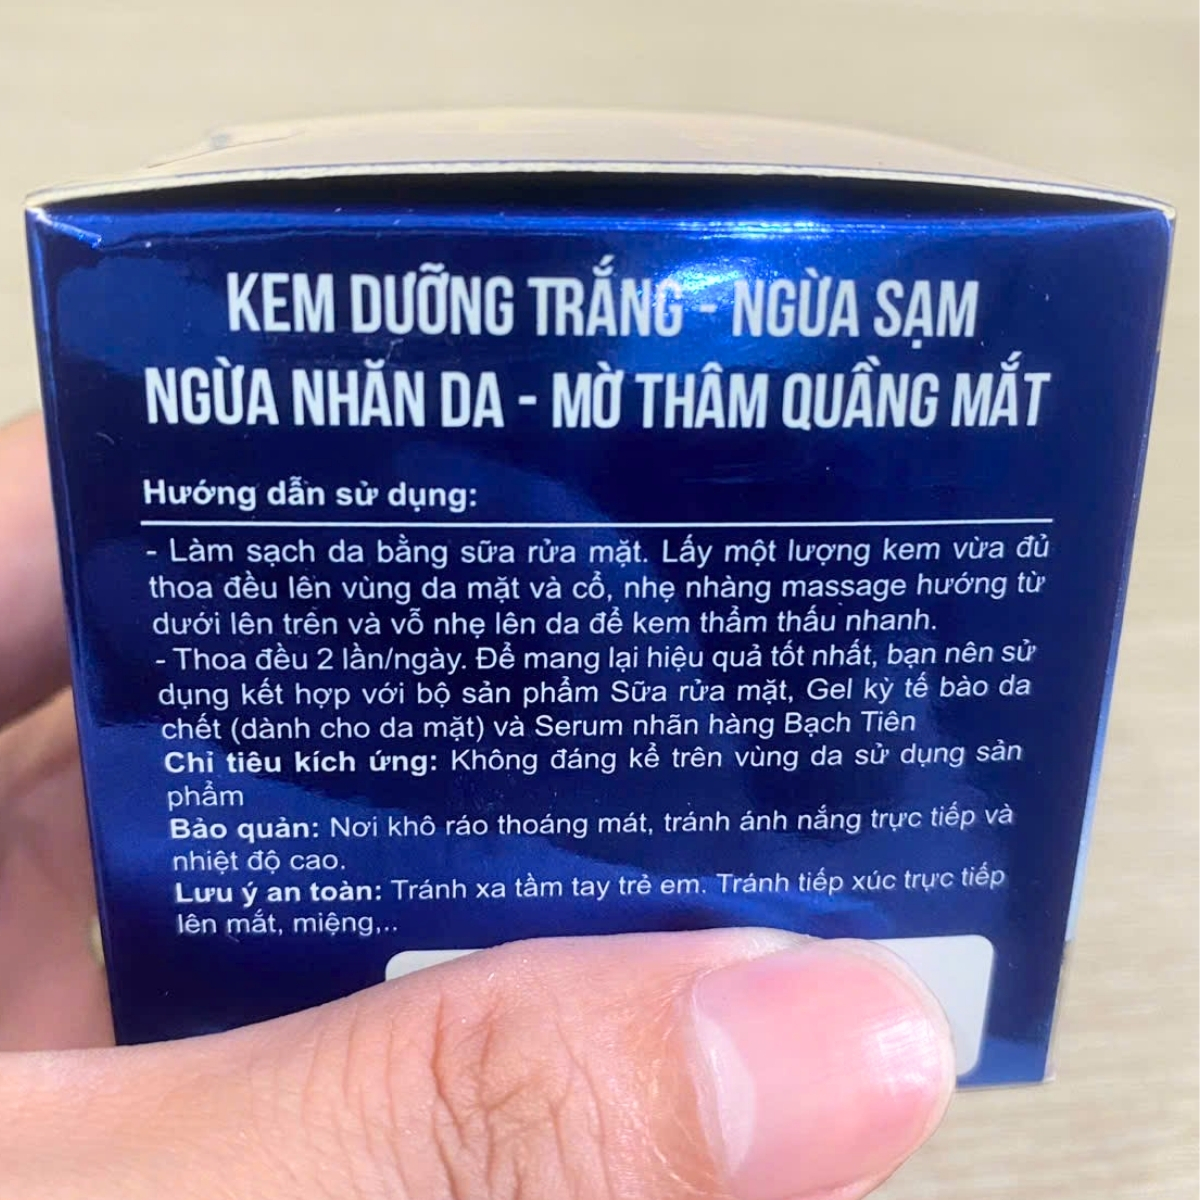 KEM DƯỠNG TRẮNG - NGỪA SẠM
NGỪA NHĂN DA - MỜ THÂM QUẦNG MẮT
Hướng dẫn sử dụng:
- Làm sạch da bằng sữa rửa mặt. Lấy một lượng kem vừa đủ
thoa đều lên vùng da mặt và cổ, nhẹ nhàng massage hướng từ
dưới lên trên và vỗ nhẹ lên da để kem thẩm thấu nhanh.
- Thoa đều 2 lần/ngày. Để mang lại hiệu quả tốt nhất, bạn nên sử
dụng kết hợp với bộ sản phẩm Sữa rửa mặt, Gel kỳ tế bào da
chết (dành cho da mặt) và Serum nhãn hàng Bạch Tiên
Chỉ tiêu kích ứng: Không đáng kể trên vùng da sử dụng sản
phẩm
Bảo quản: Nơi khô ráo thoáng mát, tránh ánh nắng trực tiếp và
nhiệt độ cao.
Lưu ý an toàn: Tránh xa tầm tay trẻ em. Tránh tiếp xúc trực tiếp
lên mắt, miệng,..